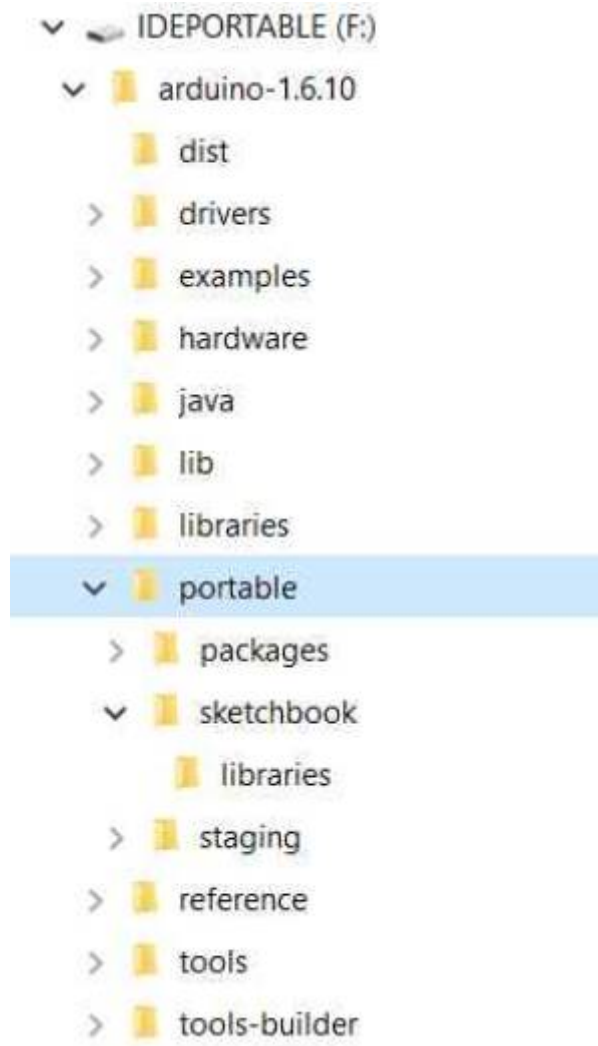 IDEPORTABLE (F:)
arduino-1.6.10
dist
drivers
examples
hardware
java
lib
libraries
portable
packages
sketchbook
libraries
staging
reference
tools
tools-builder